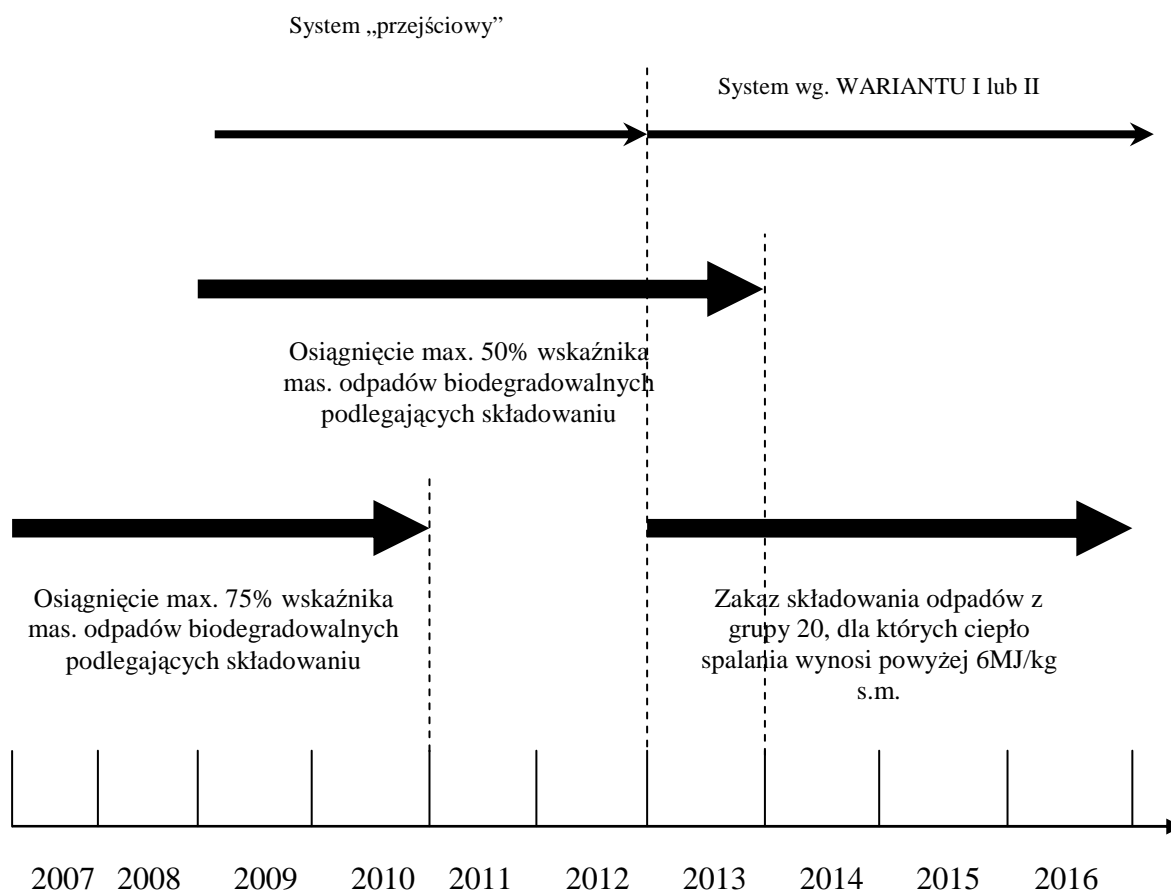 System „przejściowy”
System wg. WARIANTU I lub II
Osiągnięcie max. 50% wskaźnika
mas. odpadów biodegradowalnych
podlegających składowaniu
Osiągnięcie max. 75% wskaźnika
mas. odpadów biodegradowalnych
podlegających składowaniu
Zakaz składowania odpadów z
grupy 20, dla których ciepło
spalania wynosi powyżej 6MJ/kg
s.m.
2007 2008 2009 2010 2011 2012 2013 2014 2015 2016